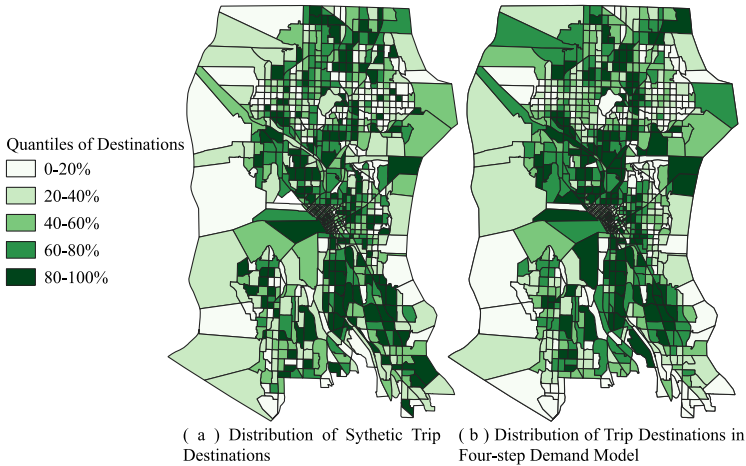 Quantiles of Destinations
0-20%
20-40%
40-60%
60-80%
80-100%
( a ) Distribution of Sythetic Trip
Destinations
( b ) Distribution of Trip Destinations in
Four-step Demand Model